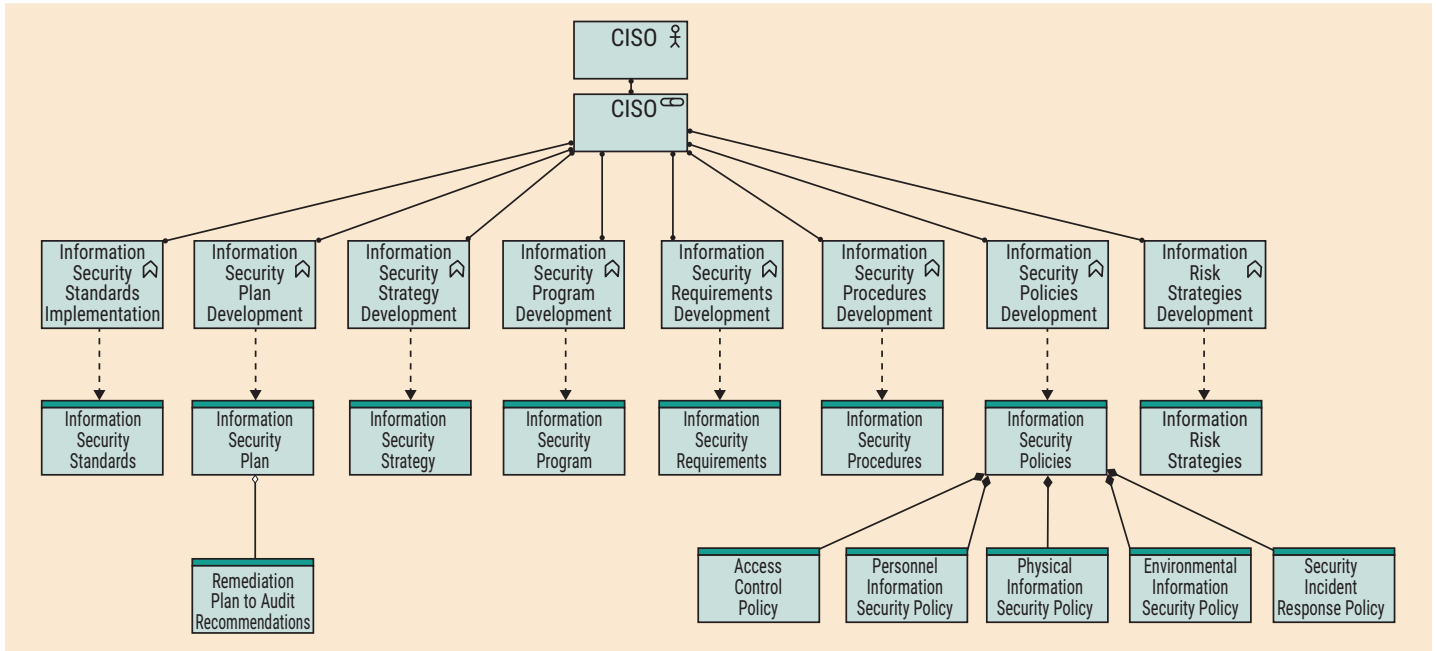 CISO
CISO
Information
Security
Standards
Implementation
Information
Security
Plan
Development
Information
Security
Strategy
Development
Information
Security
Program
Development
Information
Security
Requirements
Development
Information
Security
Procedures
Development
Information
Security
Policies
Development
Information
Risk
Strategies
Development
Information
Security
Standards
Information
Security
Plan
Information
Security
Strategy
Information
Security
Program
Information
Security
Requirements
Information
Security
Procedures
Information
Security
Policies
Information
Risk
Strategies
Remediation
Plan to Audit
Recommendations
Access
Control
Policy
Personnel
Information
Security Policy
Physical
Information
Security Policy
Environmental
Information
Security Policy
Security
Incident
Response Policy